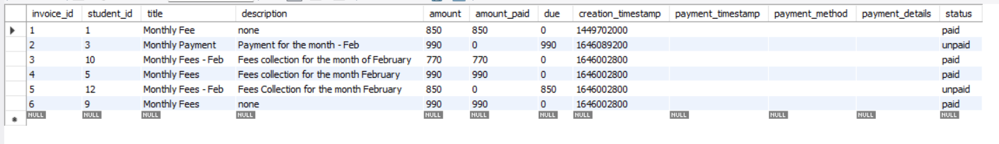 invoice_id student_id title description amount amount_paid due creation_timestamp payment_timestamp payment_method payment_details status
1 1 Monthly Fee none 850 850 0 1449702000 paid
2 3 Monthly Payment Payment for the month - Feb 990 0 990 1646089200 unpaid
3 10 Monthly Fees - Feb Fees collection for the month of February 770 770 0 1646002800 paid
4 5 Monthly Fees Fees collection for the month February 990 990 0 1646002800 paid
5 12 Monthly Fees - Feb Fees Collection for the month February 850 0 850 1646002800 unpaid
6 9 Monthly Fees none 990 990 0 1646002800 paid
NULL NULL NULL NULL NULL NULL NULL NULL NULL NULL NULL NULL